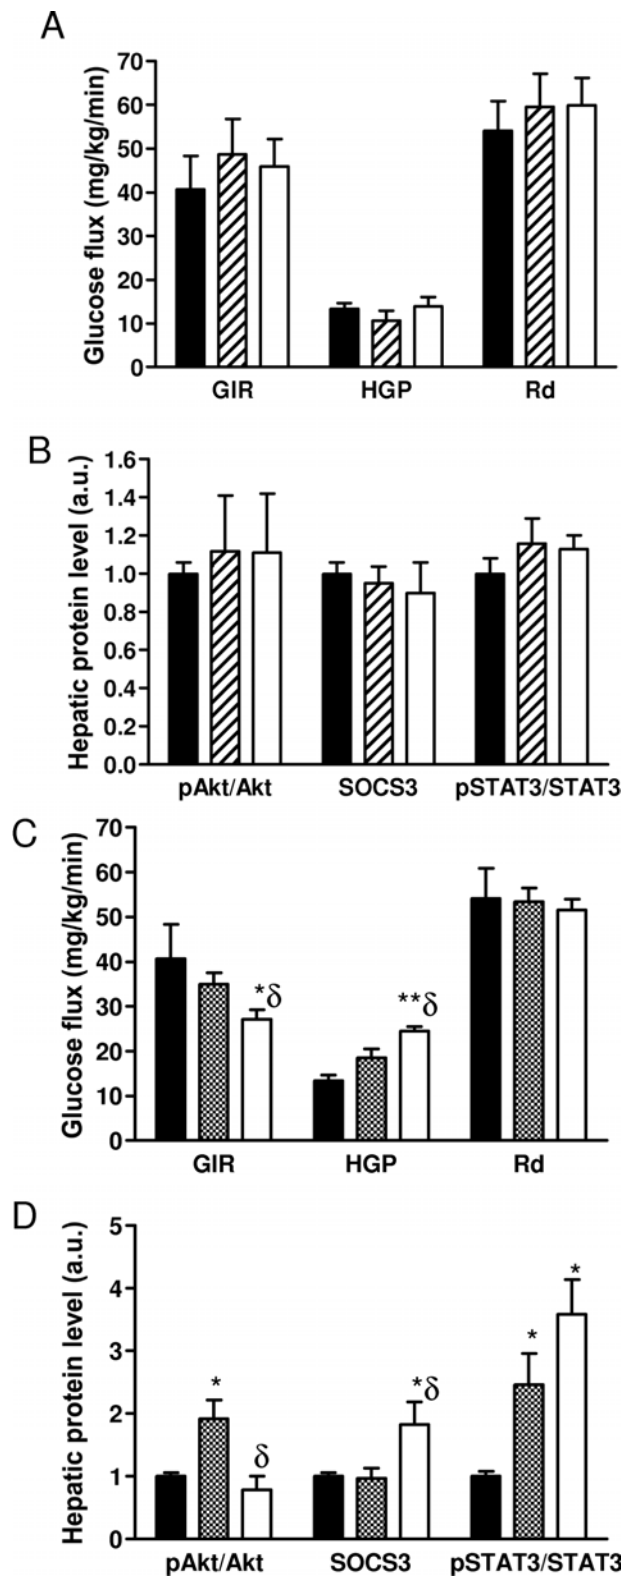 A
Glucose flux (mg/kg/min)
70
60
50
40
30
20
10
0
GIR HGP Rd
B
Hepatic protein level (a.u.)
1.6
1.4
1.2
1.0
0.8
0.6
0.4
0.2
0.0
pAkt/Akt SOCS3 pSTAT3/STAT3
C
Glucose flux (mg/kg/min)
70
60
50
40
30
20
10
0
*δ **δ
GIR HGP Rd
D
Hepatic protein level (a.u.)
5
4
3
2
1
0
* δ *δ * *
pAkt/Akt SOCS3 pSTAT3/STAT3